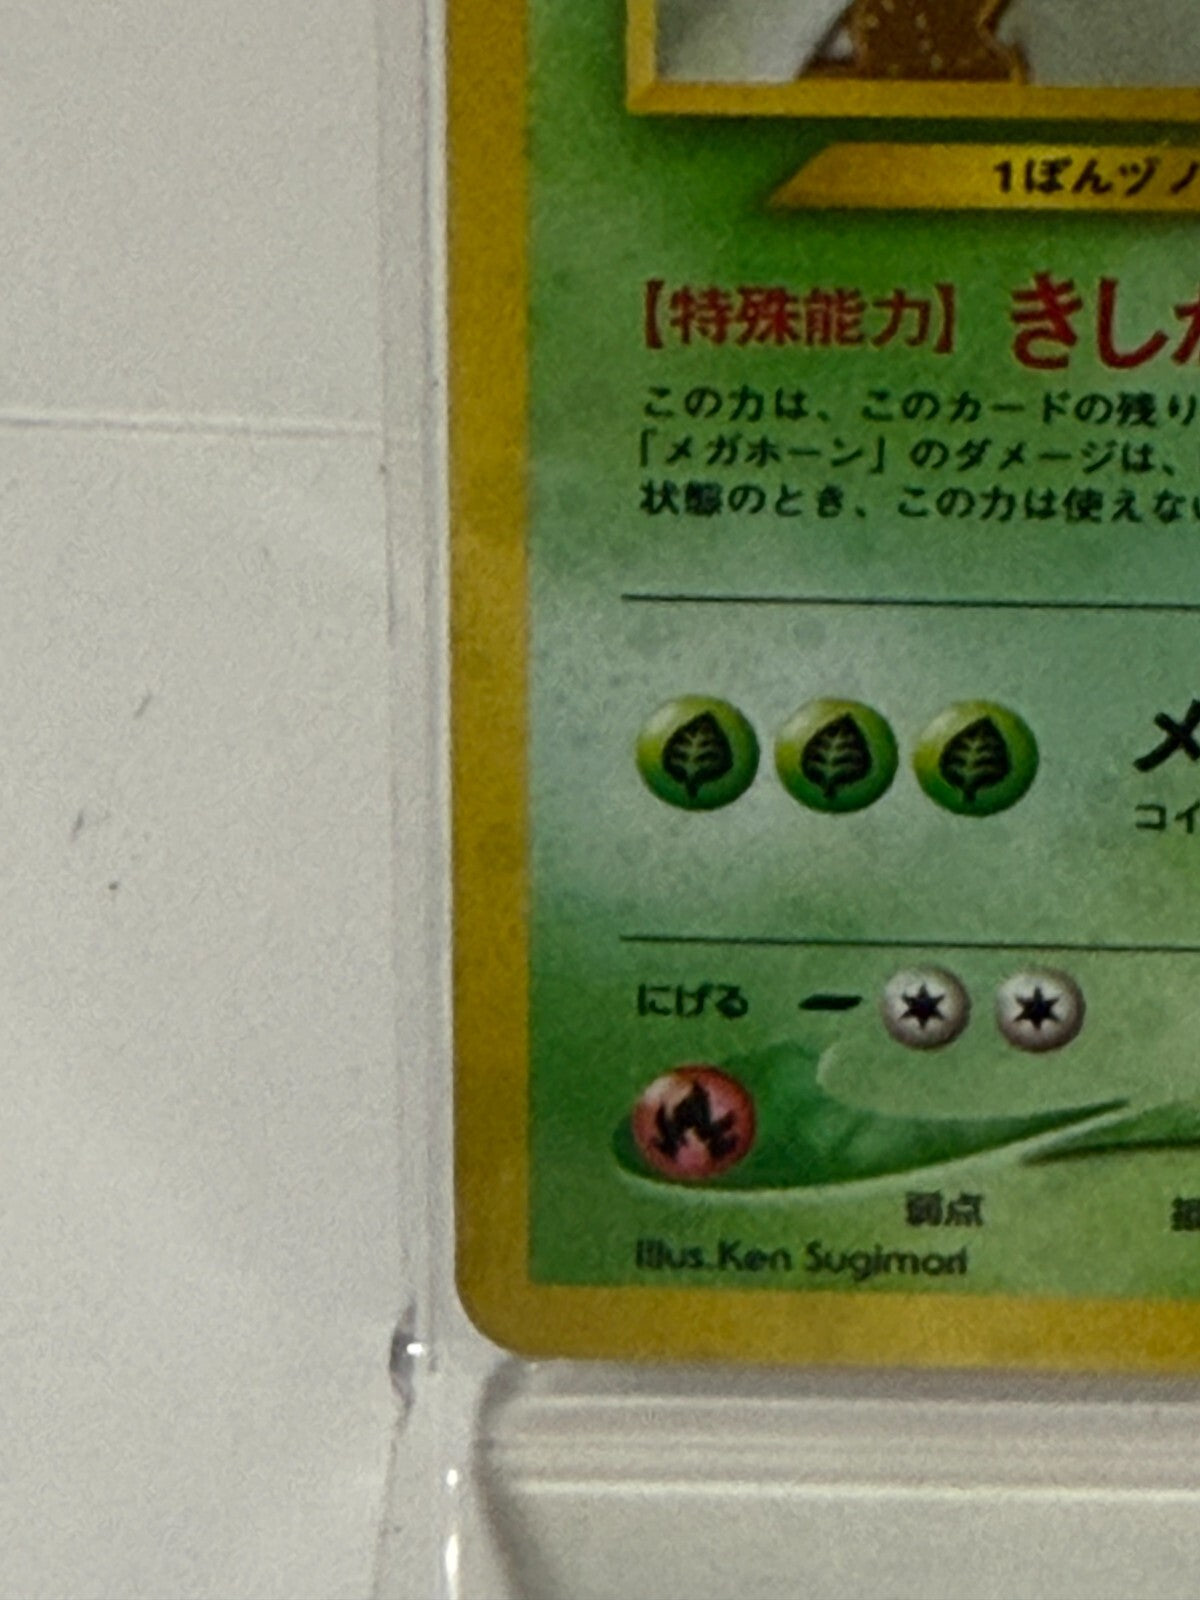 1ぽんヅノ
【特殊能力】 きし
この力は、このカードの残り
「メガホーン」のダメージは、
状態のとき、この力は使えな
メ
コイ
にげる
弱点
Illus. Ken Sugimori